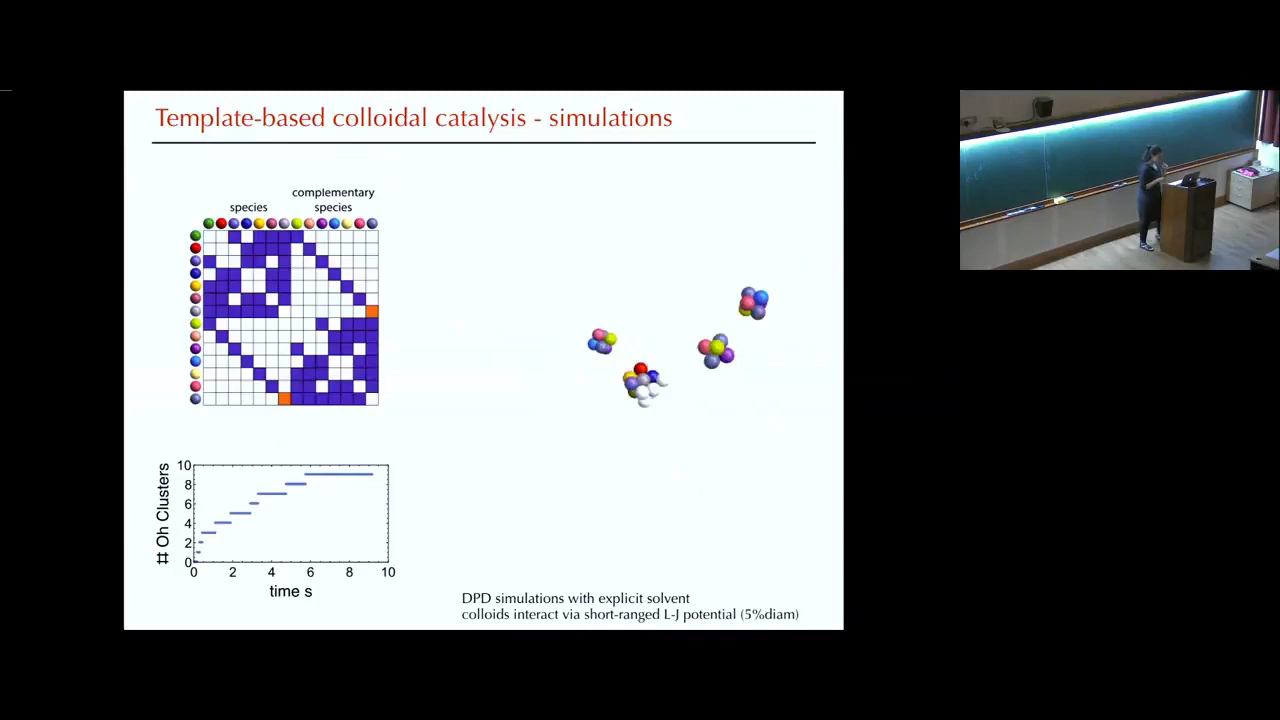 Template-based colloidal catalysis - simulations
complementary
species species
# Oh Clusters
10
8
6
4
2
0
0 2 4 6 8 10
time s
DPD simulations with explicit solvent
colloids interact via short-ranged L-J potential (5%diam)